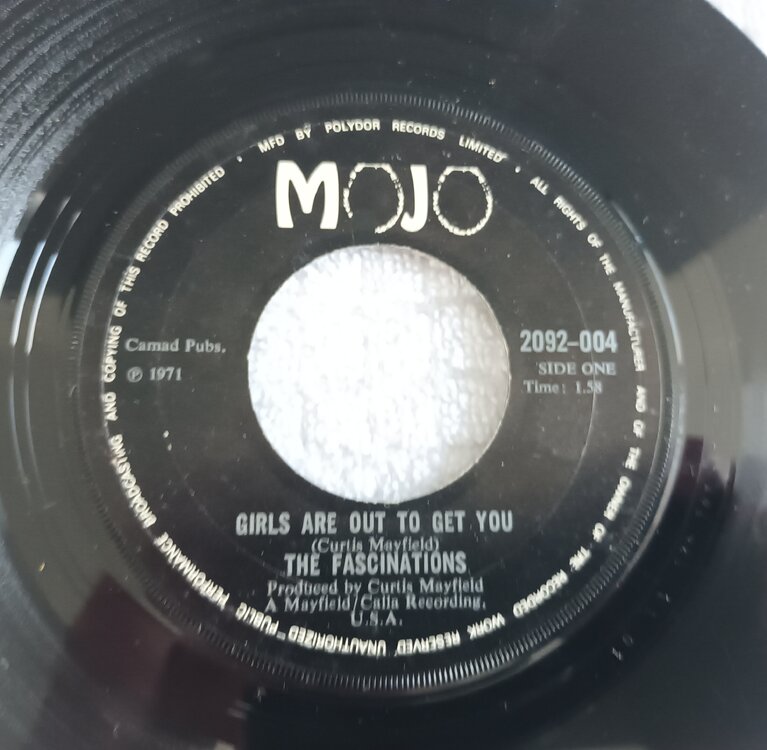 MFD BY POLYDOR RECORDS LIMITED · ALL RIGHTS OF THE MANUFACTURER AND OF THE OWNER OF THE RECORDED WORK RESERVED UNAUTHORIZED PUBLIC PERFORMANCE BROADCASTING AND COPYING OF THIS RECORD PROHIBITED ·
MOJO
Camad Pubs.
℗ 1971
2092-004
SIDE ONE
Time: 1.58
GIRLS ARE OUT TO GET YOU
(Curtis Mayfield)
THE FASCINATIONS
Produced by Curtis Mayfield
A Mayfield/Calla Recording.
U.S.A.